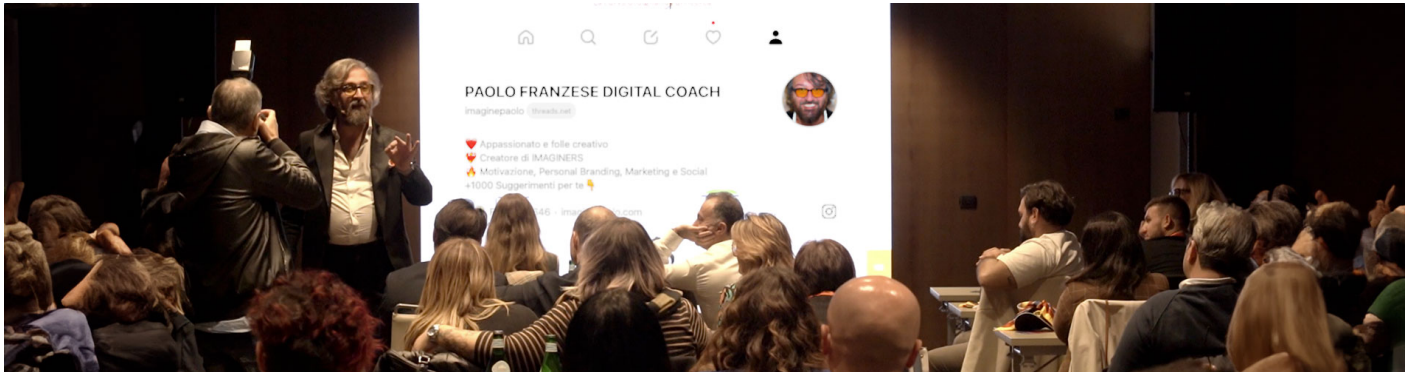 PAOLO FRANZESE DIGITAL COACH
imaginepaolo threads.net
❤️ Appassionato e folle creativo
Creatore di IMAGINERS
🔥 Motivazione, Personal Branding, Marketing e Social
+1000 Suggerimenti per te 👇